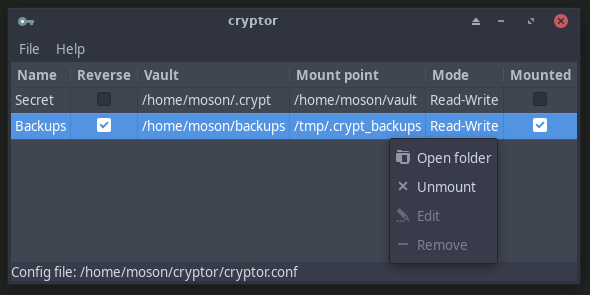 cryptor
File Help
Name Reverse Vault Mount point Mode Mounted
Secret /home/moson/.crypt /home/moson/vault Read-Write
Backups /home/moson/backups /tmp/.crypt_backups Read-Write
Open folder
Unmount
Edit
Remove
Config file: /home/moson/cryptor/cryptor.conf